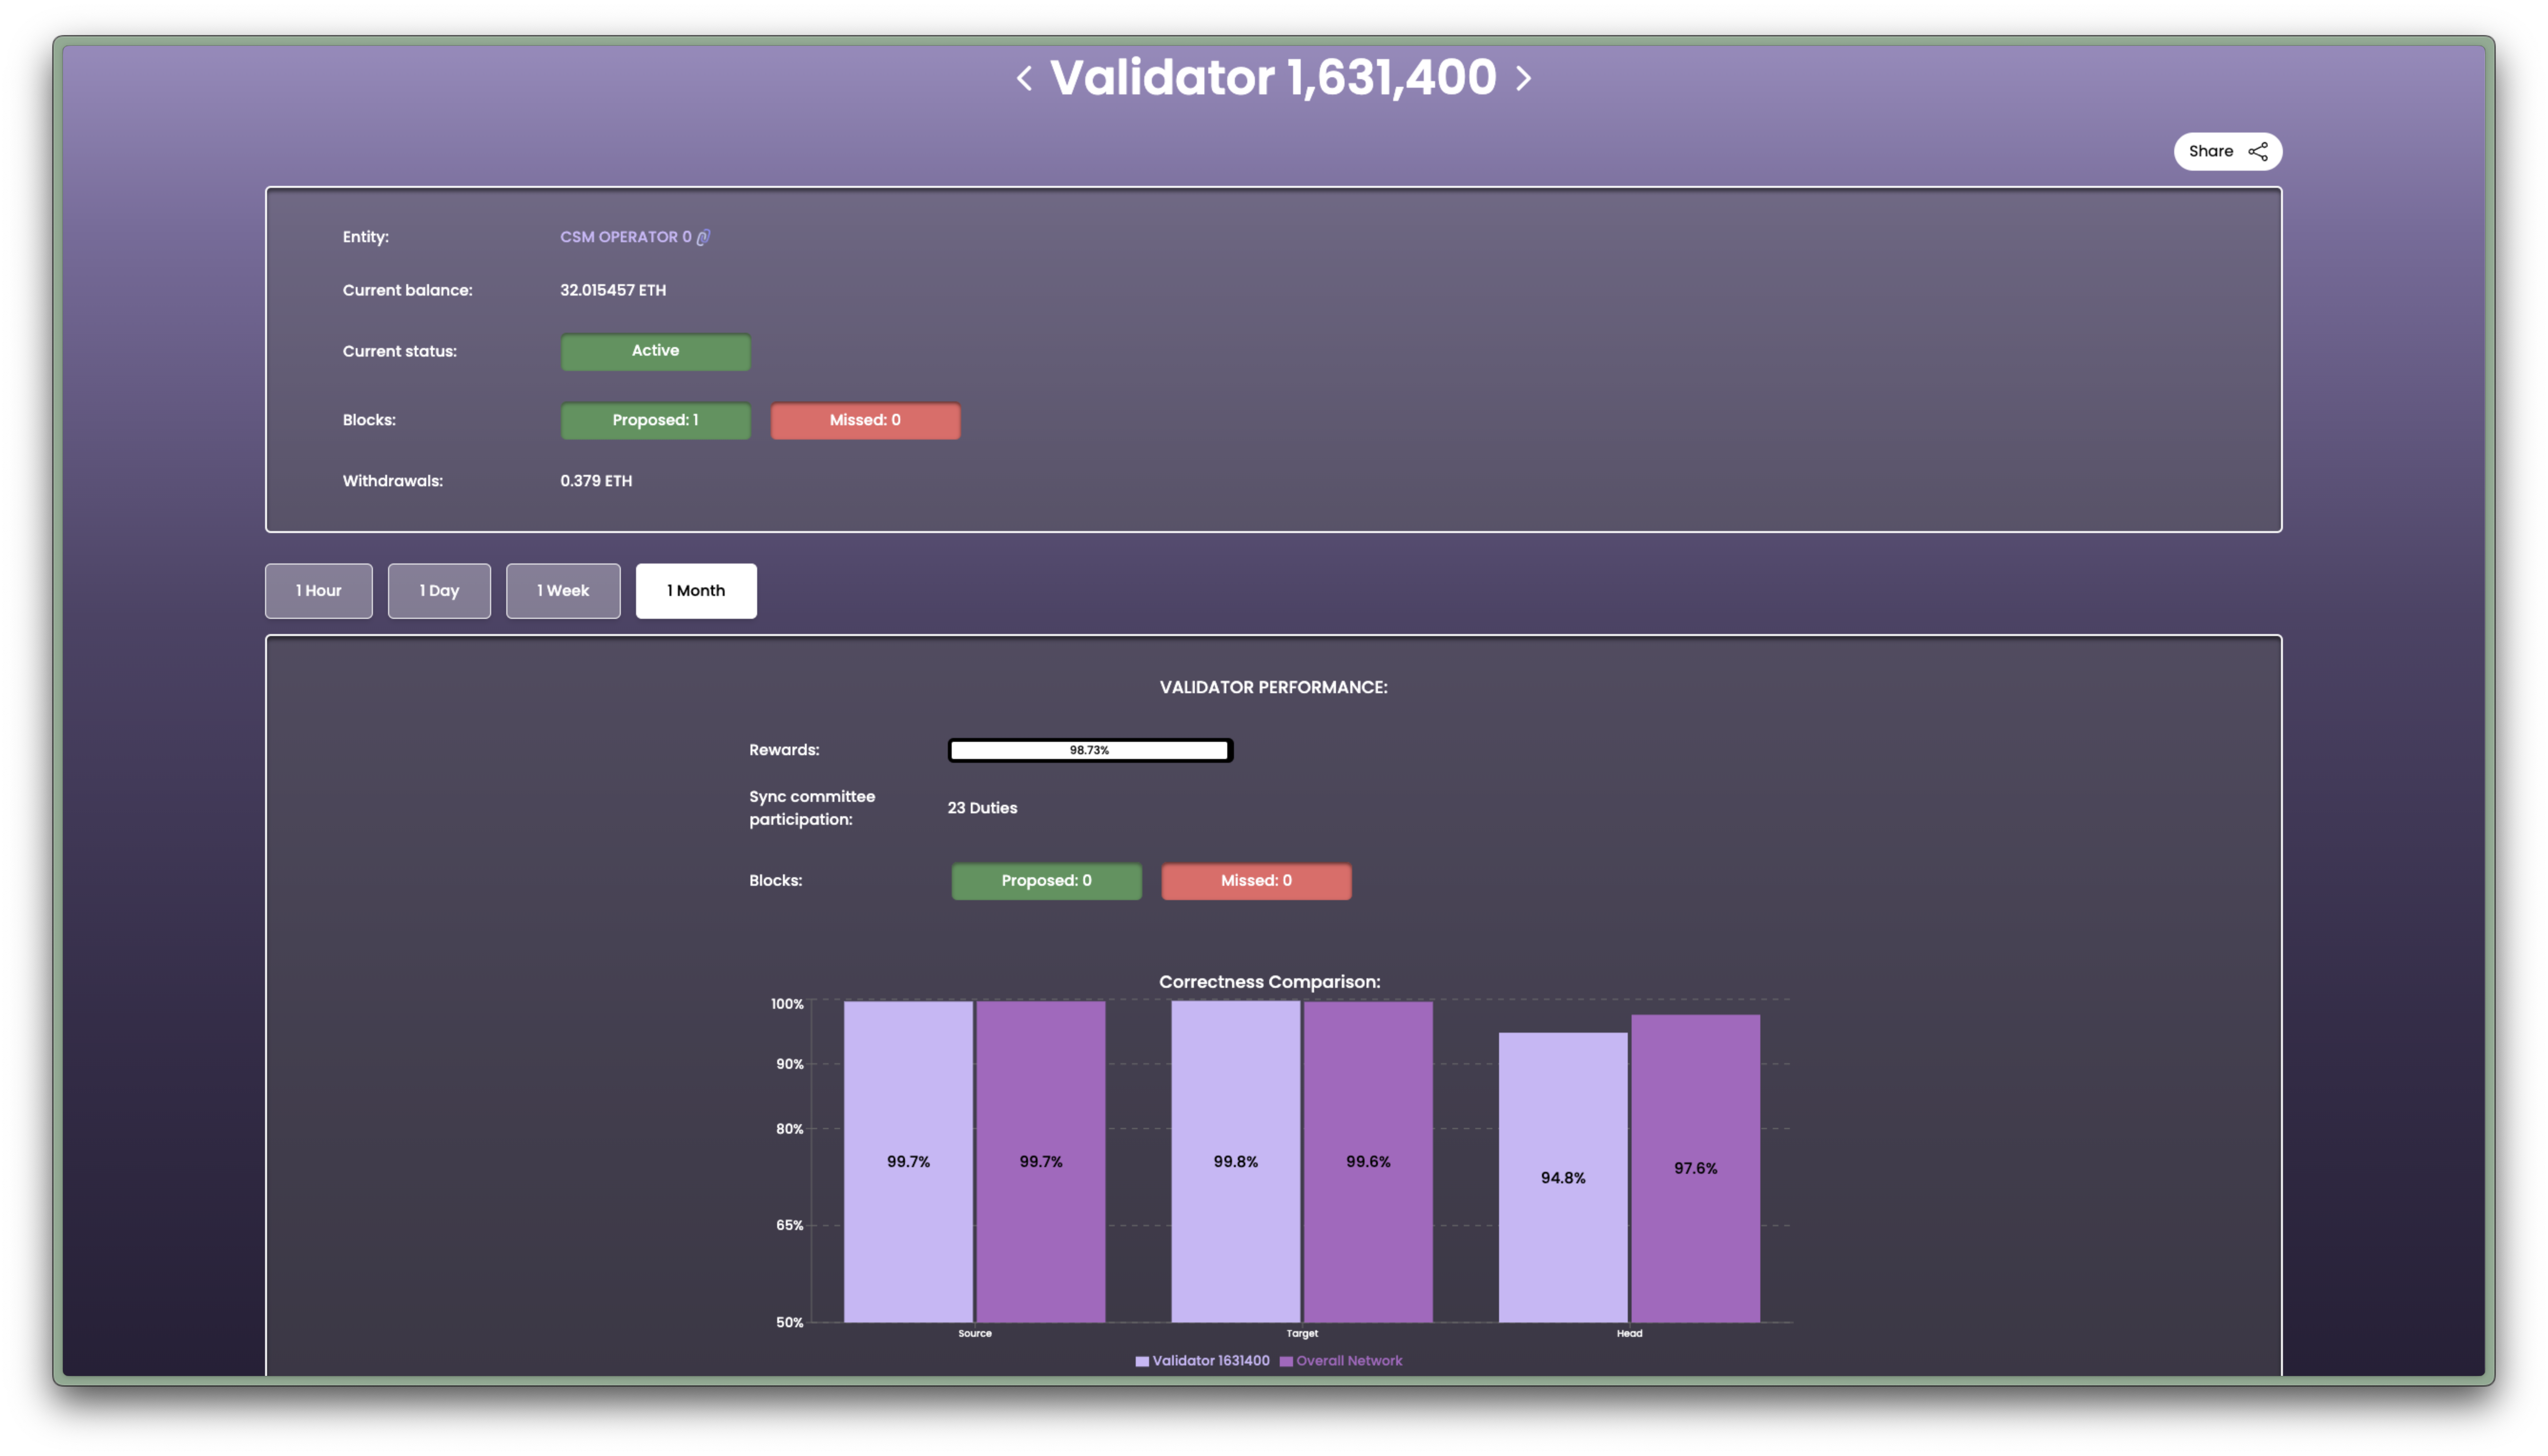 Validator 1,631,400
Share
Entity: CSM OPERATOR 0
Current balance: 32.015457 ETH
Current status: Active
Blocks: Proposed: 1 Missed: 0
Withdrawals: 0.379 ETH
1 Hour 1 Day 1 Week 1 Month
VALIDATOR PERFORMANCE:
Rewards: 98.73%
Sync committee
participation: 23 Duties
Blocks: Proposed: 0 Missed: 0
Correctness Comparison:
100%
90%
80%
99.7% 99.7% 99.8% 99.6% 94.8% 97.6%
65%
50%
Source Target Head
Validator 1631400 Overall Network